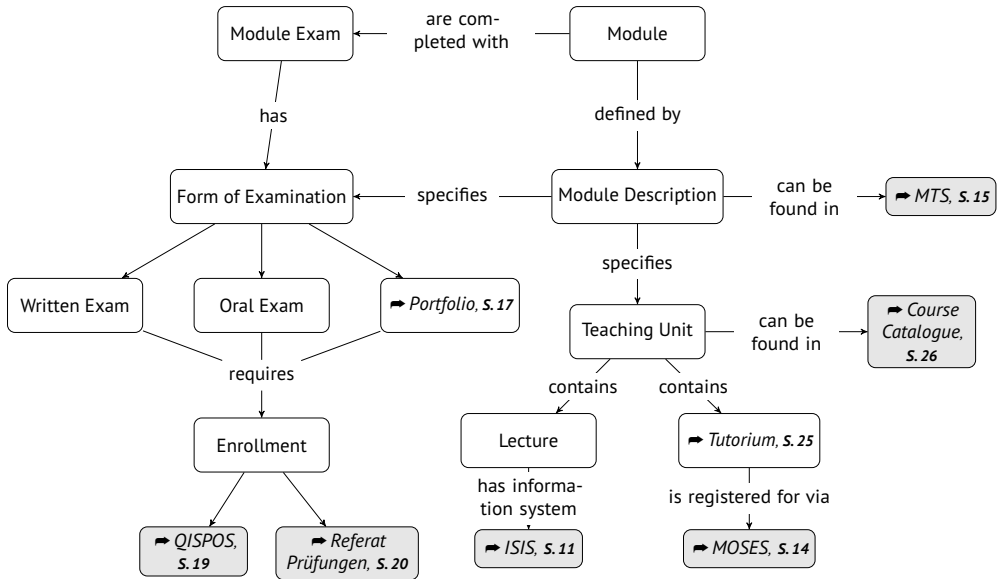 Module Exam
are com-
pleted with
Module
has
defined by
Form of Examination
specifies
Module Description
can be
found in
➡ MTS, S. 15
specifies
Written Exam
Oral Exam
➡ Portfolio, S. 17
Teaching Unit
can be
found in
➡ Course
Catalogue,
S. 26
requires
contains
contains
Enrollment
Lecture
➡ Tutorium, S. 25
has informa-
tion system
is registered for via
➡ QISPOS,
S. 19
➡ Referat
Prüfungen, S. 20
➡ ISIS, S. 11
➡ MOSES, S. 14